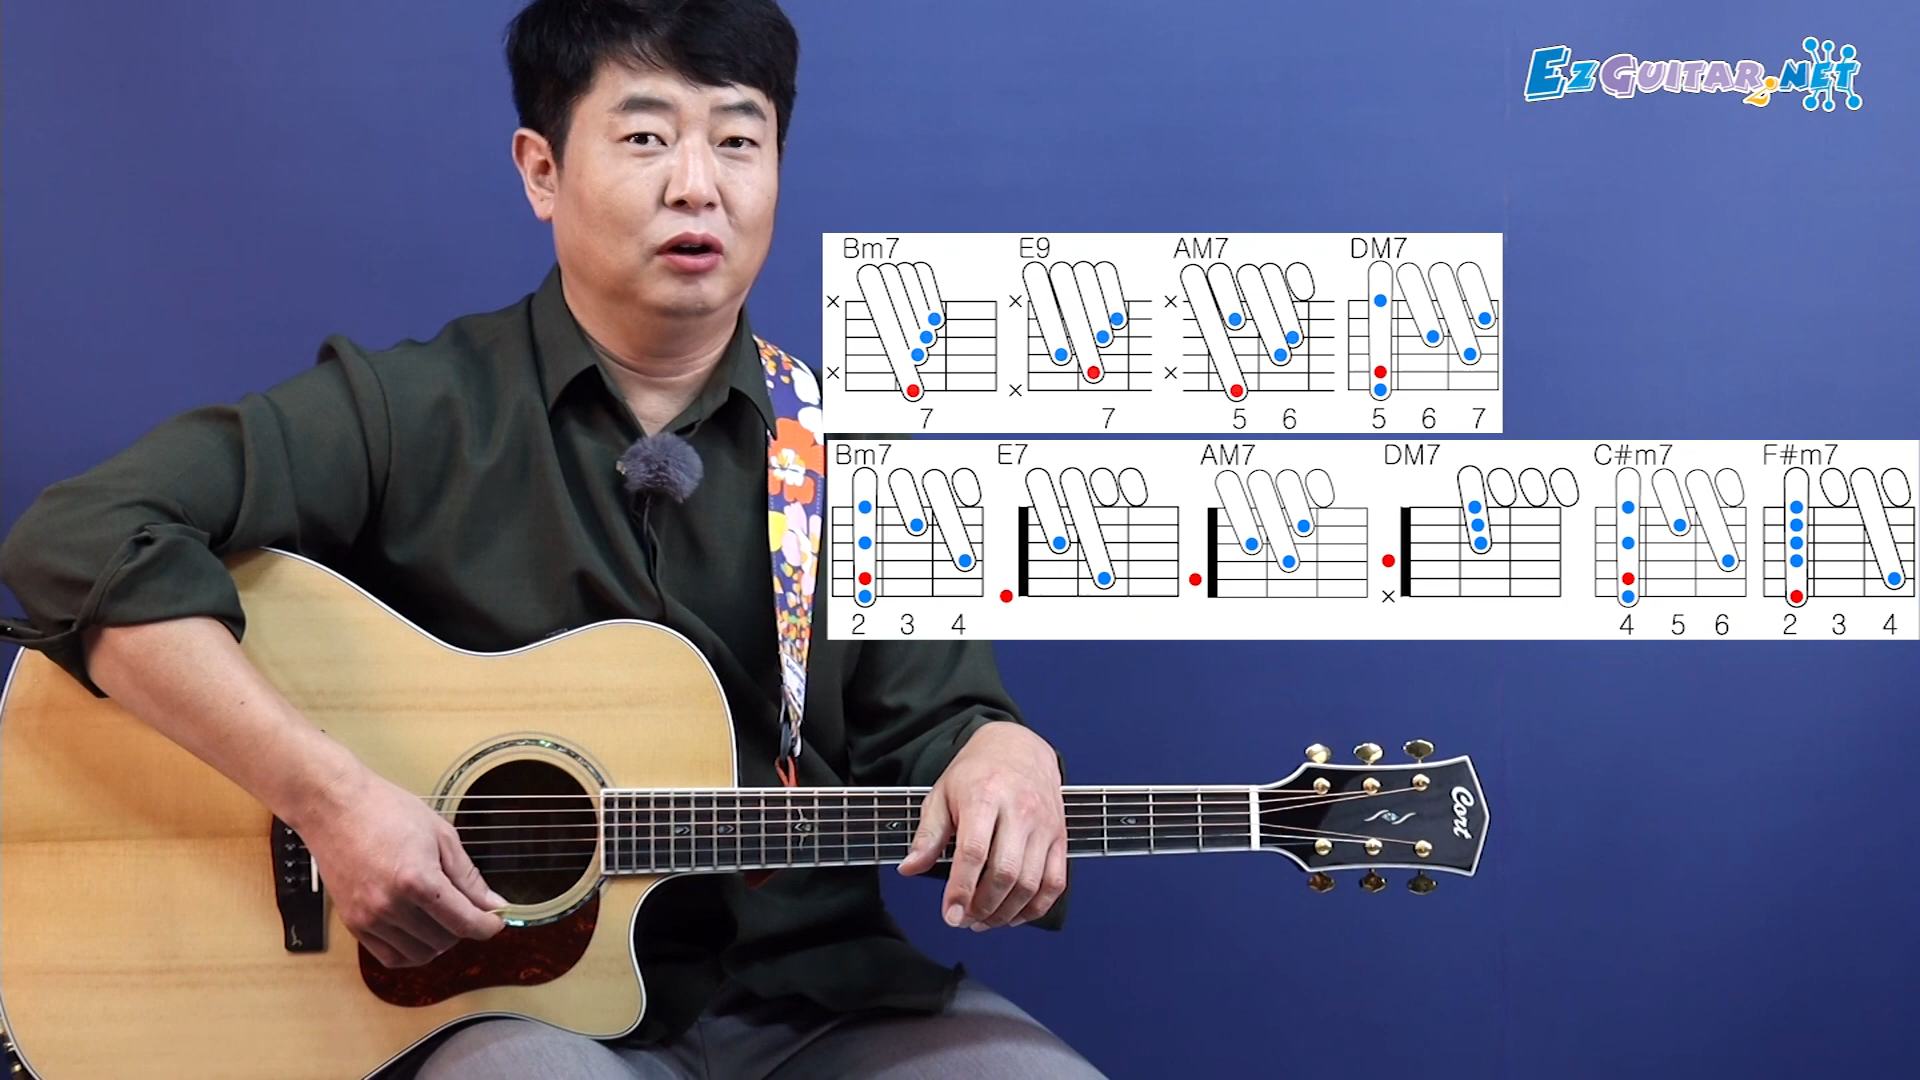 EzGUITAR2.NET
Bm7 E9 AM7 DM7
× × ×
× × ×
7 7 5 6 5 6 7
Bm7 E7 AM7 DM7 C#m7 F#m7
×
2 3 4 4 5 6 2 3 4
Cort